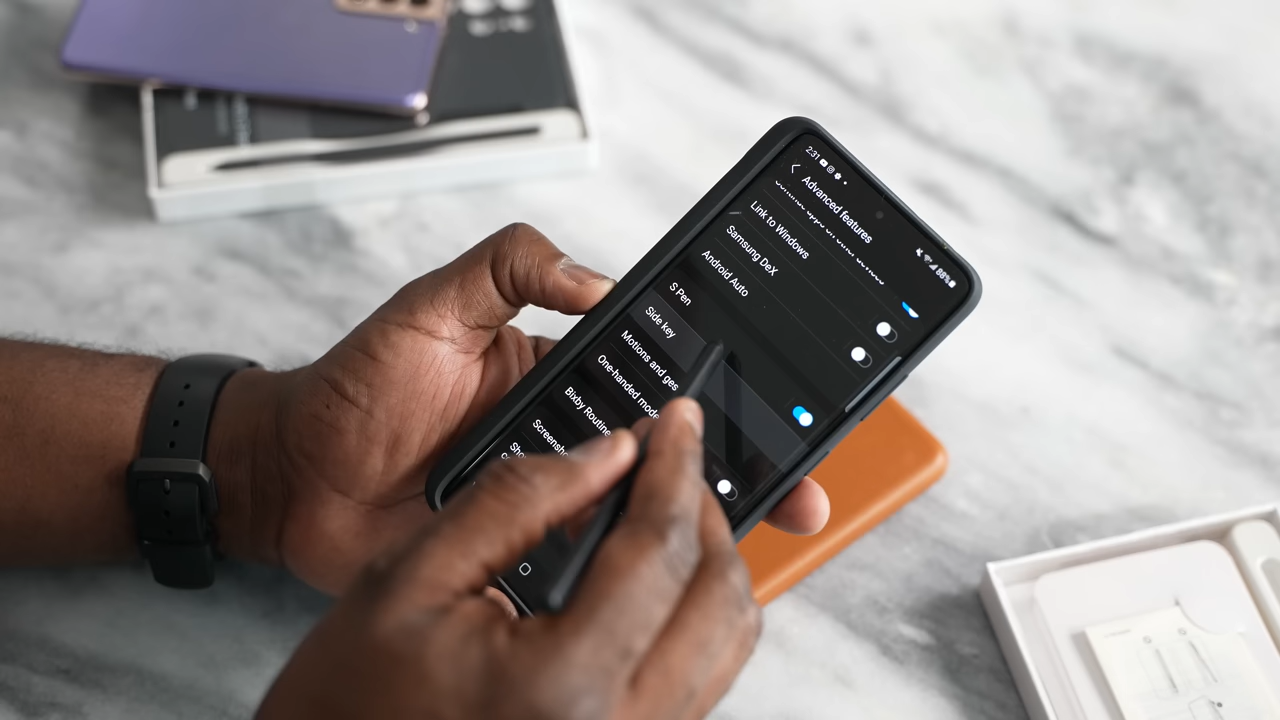 2:31
88%
Advanced features
Link to Windows
Samsung DeX
Android Auto
S Pen
Side key
Motions and ges
One-handed mode
Bixby Routine
Screensho